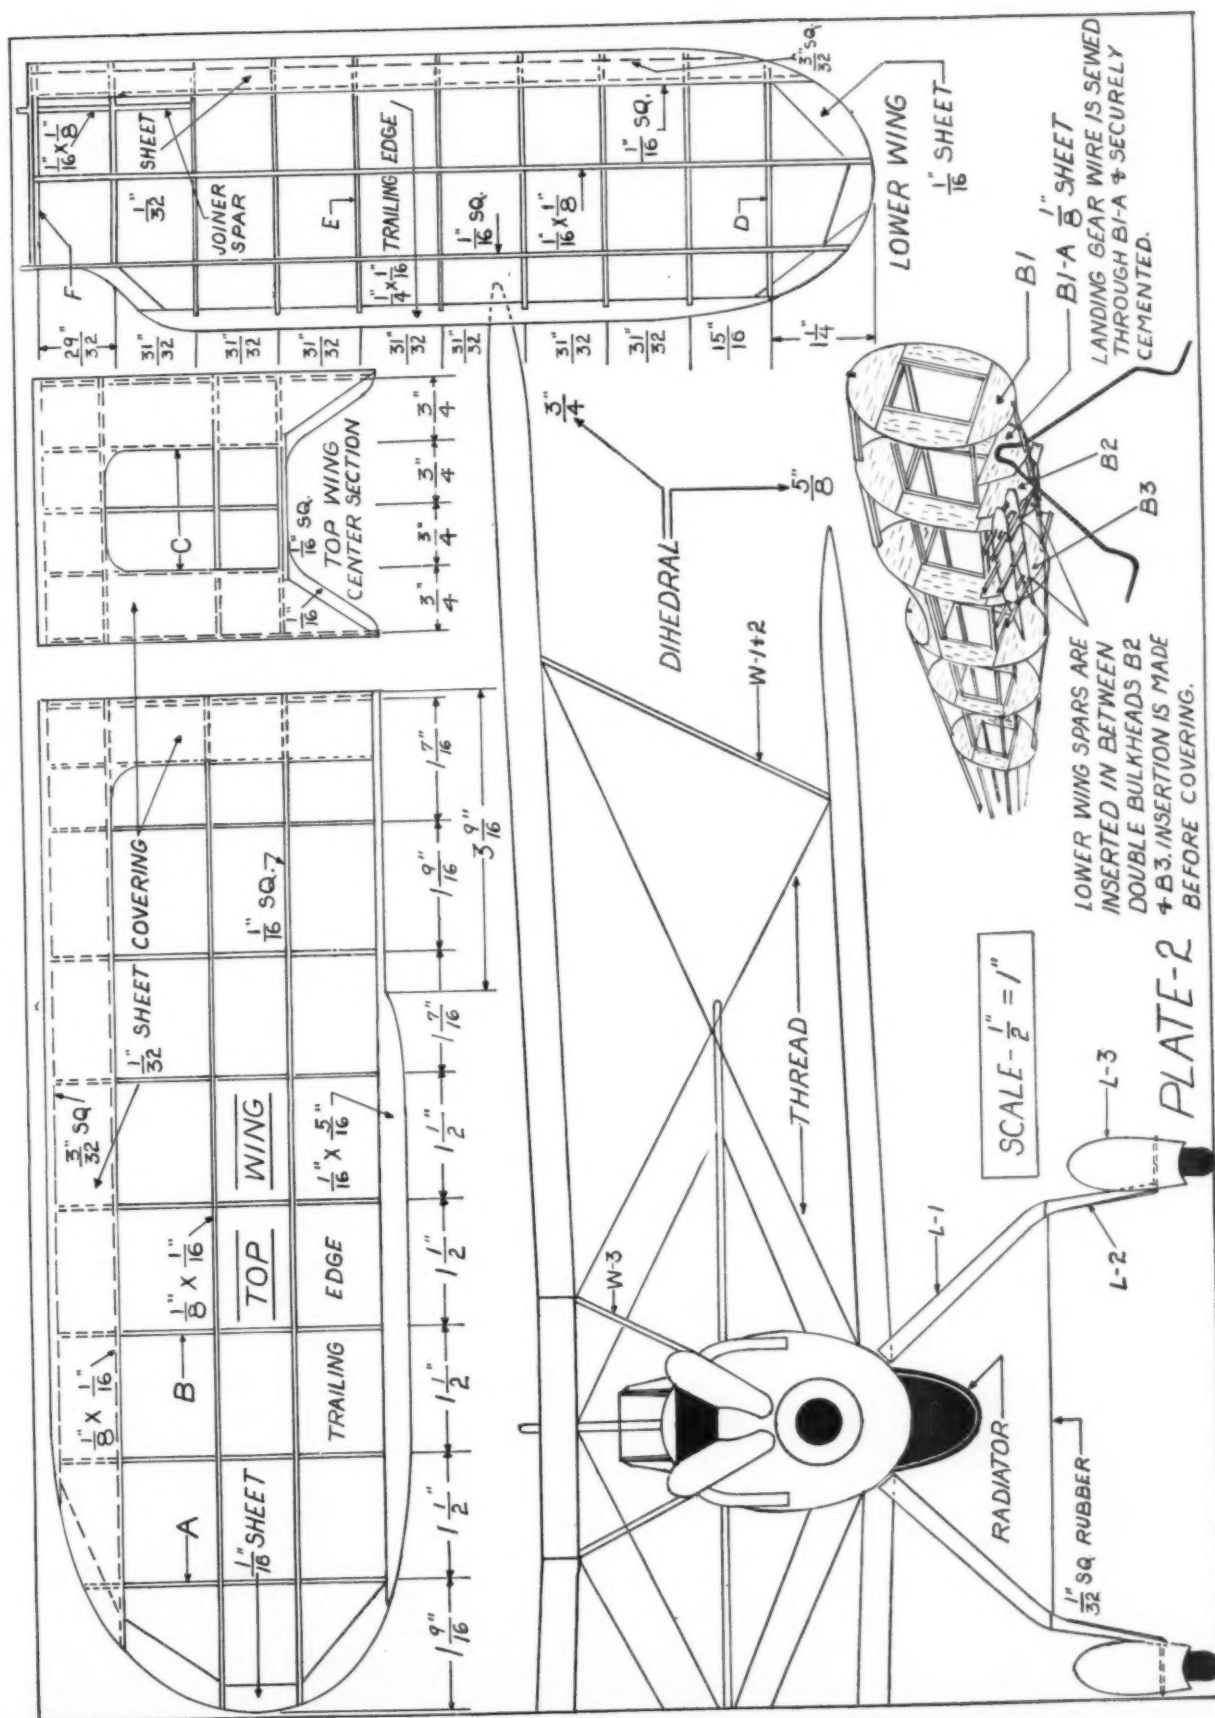 1/16" X 1/8"
SHEET
1/32"
JOINER
SPAR
F
E
TRAILING EDGE
1/4" X 1/16"
1/16" SQ.
1/16" X 1/8"
1/16" SQ.
3/32" SQ.
D
LOWER WING
1/16" SHEET
29/32"
31/32"
31/32"
31/32"
31/32"
31/32"
31/32"
31/32"
15/16"
1 1/4"
C
1/16" SQ.
1/16"
TOP WING
CENTER SECTION
3/4"
3/4"
3/4"
3/4"
3/32" SQ
1/32" SHEET COVERING
1/8" X 1/16"
1/8" X 1/16"
1/16" SQ.
B
A
TOP WING
TRAILING EDGE
1/16" X 5/16"
1/16" SHEET
1 9/16"
1 1/2"
1 1/2"
1 1/2"
1 1/2"
1 7/16"
1 9/16"
1 7/16"
3 9/16"
DIHEDRAL
3/4"
5/8"
W-1+2
W-3
THREAD
RADIATOR
L-1
L-2
L-3
1/32" SQ. RUBBER
SCALE - 1/2" = 1"
B1
B1-A 1/8" SHEET
LANDING GEAR WIRE IS SEWED
THROUGH B1-A & SECURELY
CEMENTED.
B2
B3
LOWER WING SPARS ARE
INSERTED IN BETWEEN
DOUBLE BULKHEADS B2
& B3. INSERTION IS MADE
BEFORE COVERING.
PLATE-2